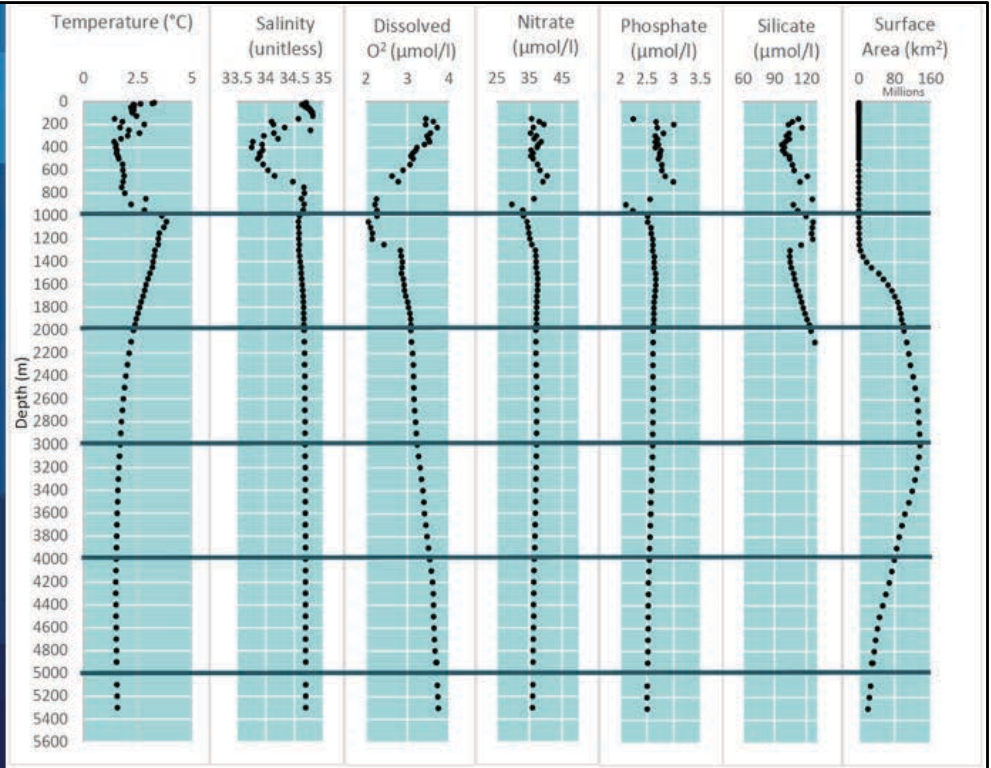 Temperature (°C)
Salinity
(unitless)
Dissolved
O² (µmol/l)
Nitrate
(µmol/l)
Phosphate
(µmol/l)
Silicate
(µmol/l)
Surface
Area (km²)
0 2.5 5
33.5 34 34.5 35
2 3 4
25 35 45
2 2.5 3 3.5
60 90 120
0 80 160
Millions
Depth (m)
0
200
400
600
800
1000
1200
1400
1600
1800
2000
2200
2400
2600
2800
3000
3200
3400
3600
3800
4000
4200
4400
4600
4800
5000
5200
5400
5600